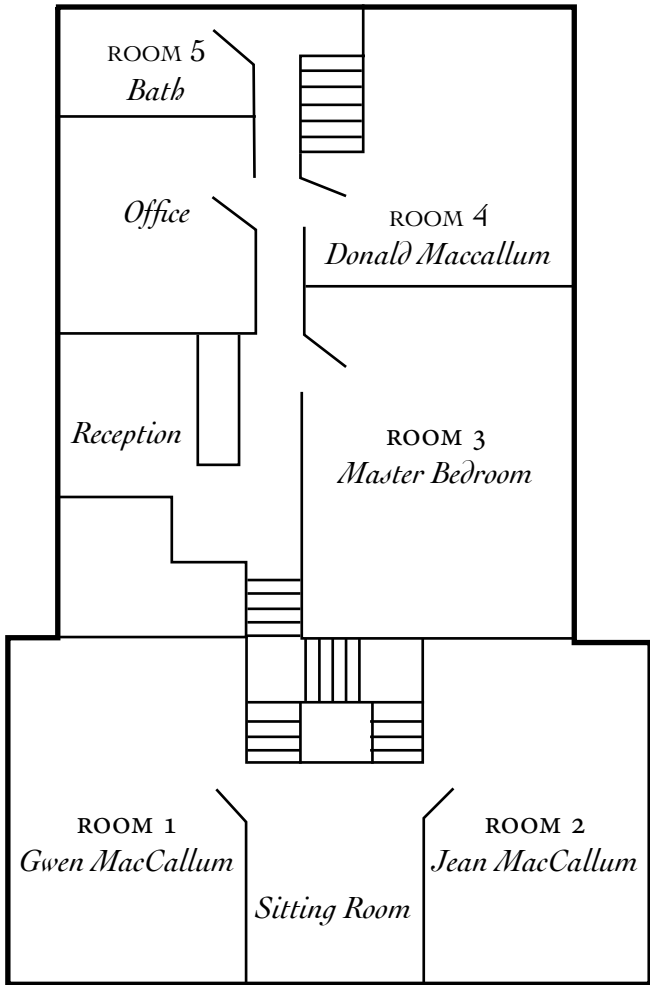 ROOM 5
Bath
Office
ROOM 4
Donald Maccallum
Reception
ROOM 3
Master Bedroom
ROOM 1
Gwen MacCallum
ROOM 2
Jean MacCallum
Sitting Room